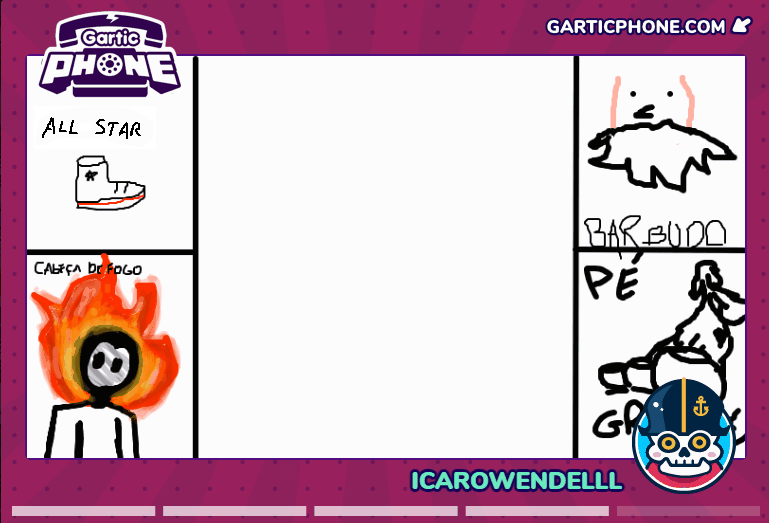 GARTICPHONE.COM
Gartic
PHONE
ALL STAR
BARBUDO
CABEÇA DE FOGO
PÉ
ICAROWENDELLL